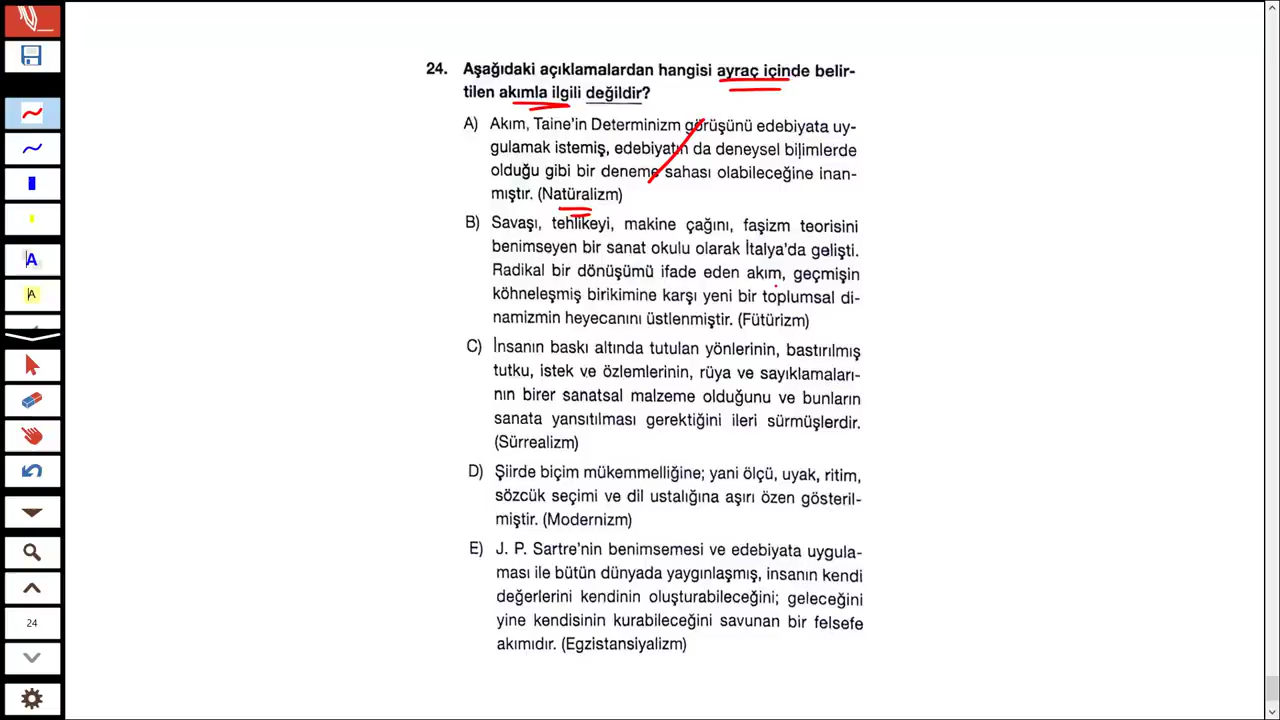 24. Aşağıdaki açıklamalardan hangisi ayraç içinde belir-
tilen akımla ilgili değildir?
A) Akım, Taine'in Determinizm görüşünü edebiyata uy-
gulamak istemiş, edebiyatın da deneysel bilimlerde
olduğu gibi bir deneme sahası olabileceğine inan-
mıştır. (Natüralizm)
B) Savaşı, tehlikeyi, makine çağını, faşizm teorisini
benimseyen bir sanat okulu olarak İtalya'da gelişti.
Radikal bir dönüşümü ifade eden akım, geçmişin
köhneleşmiş birikimine karşı yeni bir toplumsal di-
namizmin heyecanını üstlenmiştir. (Fütürizm)
C) İnsanın baskı altında tutulan yönlerinin, bastırılmış
tutku, istek ve özlemlerinin, rüya ve sayıklamaları-
nın birer sanatsal malzeme olduğunu ve bunların
sanata yansıtılması gerektiğini ileri sürmüşlerdir.
(Sürrealizm)
D) Şiirde biçim mükemmelliğine; yani ölçü, uyak, ritim,
sözcük seçimi ve dil ustalığına aşırı özen gösteril-
miştir. (Modernizm)
E) J. P. Sartre'nin benimsemesi ve edebiyata uygula-
ması ile bütün dünyada yaygınlaşmış, insanın kendi
değerlerini kendinin oluşturabileceğini; geleceğini
yine kendisinin kurabileceğini savunan bir felsefe
akımıdır. (Egzistansiyalizm)
A
A
24